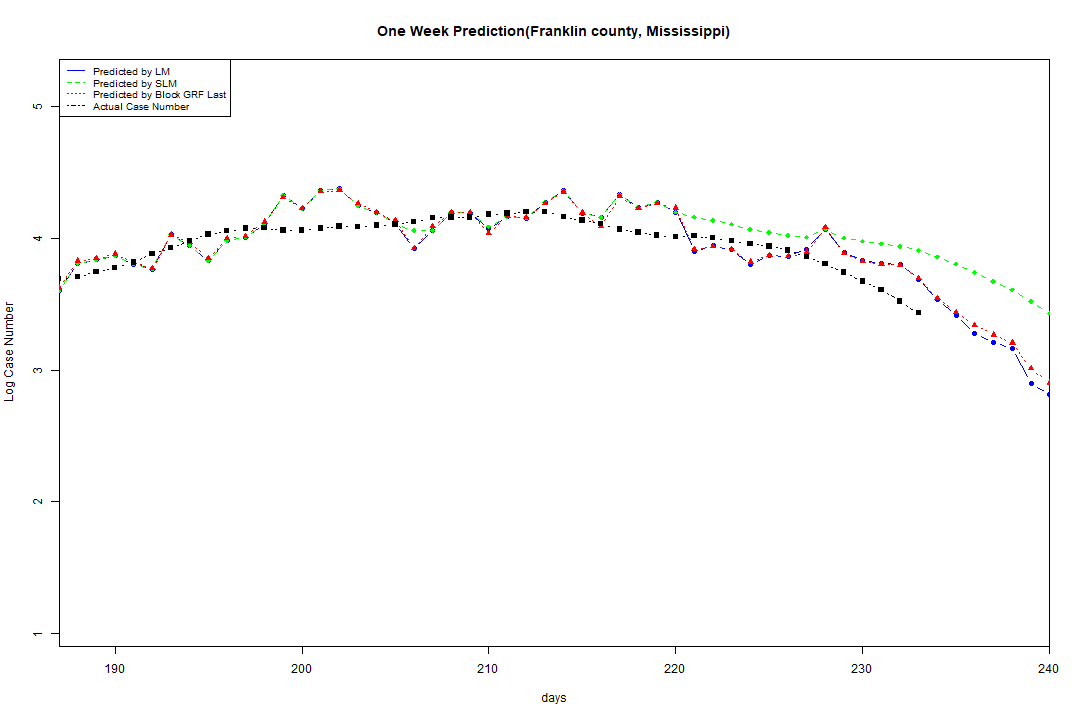 One Week Prediction(Franklin county, Mississippi)
Predicted by LM
Predicted by SLM
Predicted by Block GRF Last
Actual Case Number
5
4
3
2
1
Log Case Number
190 200 210 220 230 240
days